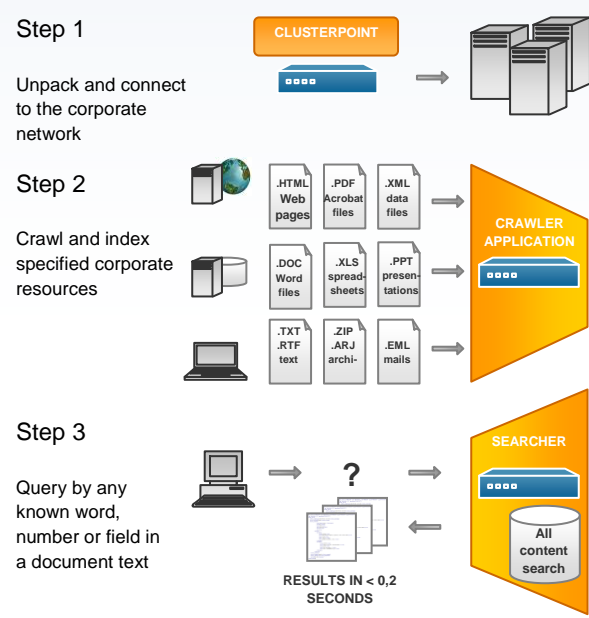 Step 1
Unpack and connect
to the corporate
network
CLUSTERPOINT
Step 2
Crawl and index
specified corporate
resources
.HTML
Web
pages
.PDF
Acrobat
files
.XML
data
files
.DOC
Word
files
.XLS
spread-
sheets
.PPT
presen-
tations
.TXT
.RTF
text
.ZIP
.ARJ
archi-
.EML
mails
CRAWLER
APPLICATION
Step 3
Query by any
known word,
number or field in
a document text
?
RESULTS IN < 0,2
SECONDS
SEARCHER
All
content
search